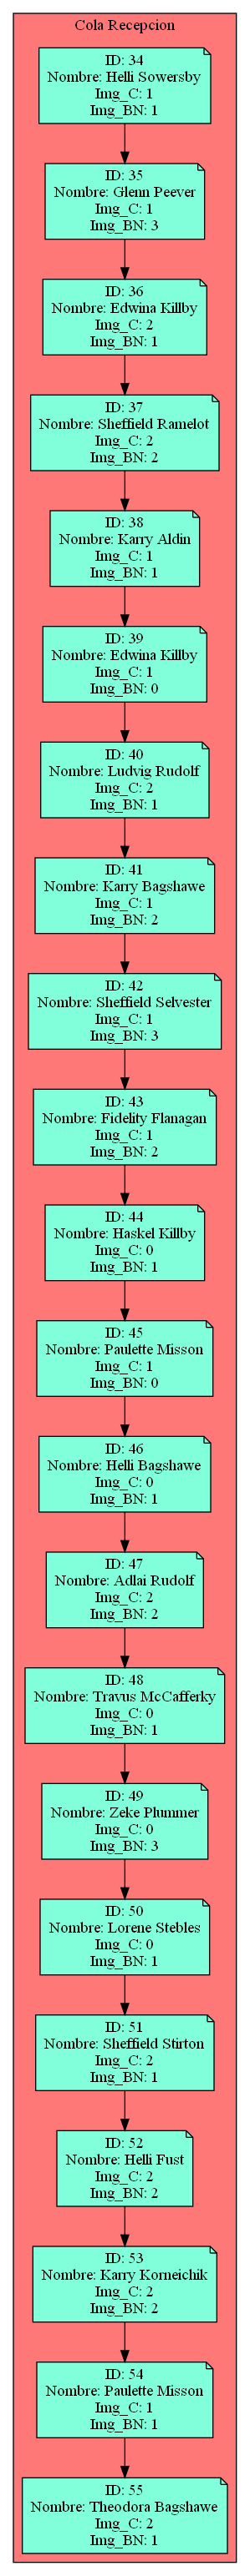 Cola Recepcion
ID: 34
Nombre: Helli Sowersby
Img_C: 1
Img_BN: 1
ID: 35
Nombre: Glenn Peever
Img_C: 1
Img_BN: 3
ID: 36
Nombre: Edwina Killby
Img_C: 2
Img_BN: 1
ID: 37
Nombre: Sheffield Ramelot
Img_C: 2
Img_BN: 2
ID: 38
Nombre: Karry Aldin
Img_C: 1
Img_BN: 1
ID: 39
Nombre: Edwina Killby
Img_C: 1
Img_BN: 0
ID: 40
Nombre: Ludvig Rudolf
Img_C: 2
Img_BN: 1
ID: 41
Nombre: Karry Bagshawe
Img_C: 1
Img_BN: 2
ID: 42
Nombre: Sheffield Selvester
Img_C: 1
Img_BN: 3
ID: 43
Nombre: Fidelity Flanagan
Img_C: 1
Img_BN: 2
ID: 44
Nombre: Haskel Killby
Img_C: 0
Img_BN: 1
ID: 45
Nombre: Paulette Misson
Img_C: 1
Img_BN: 0
ID: 46
Nombre: Helli Bagshawe
Img_C: 0
Img_BN: 1
ID: 47
Nombre: Adlai Rudolf
Img_C: 2
Img_BN: 2
ID: 48
Nombre: Travus McCafferky
Img_C: 0
Img_BN: 1
ID: 49
Nombre: Zeke Plummer
Img_C: 0
Img_BN: 3
ID: 50
Nombre: Lorene Stebles
Img_C: 0
Img_BN: 1
ID: 51
Nombre: Sheffield Stirton
Img_C: 2
Img_BN: 1
ID: 52
Nombre: Helli Fust
Img_C: 2
Img_BN: 2
ID: 53
Nombre: Karry Korneichik
Img_C: 2
Img_BN: 2
ID: 54
Nombre: Paulette Misson
Img_C: 1
Img_BN: 1
ID: 55
Nombre: Theodora Bagshawe
Img_C: 2
Img_BN: 1